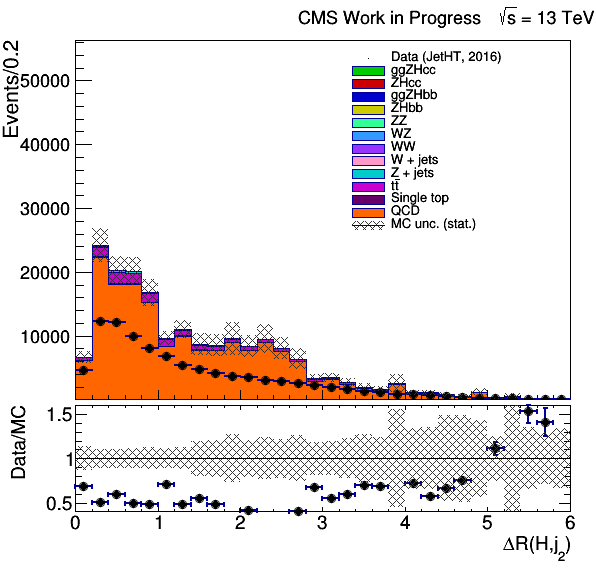 CMS Work in Progress √s = 13 TeV
Events/0.2
50000
40000
30000
20000
10000
Data (JetHT, 2016)
ggZHcc
ZHcc
ggZHbb
ZHbb
ZZ
WZ
WW
W + jets
Z + jets
tt̄
Single top
QCD
MC unc. (stat.)
Data/MC
1.5
1
0.5
0 1 2 3 4 5 6
ΔR(H,j₂)